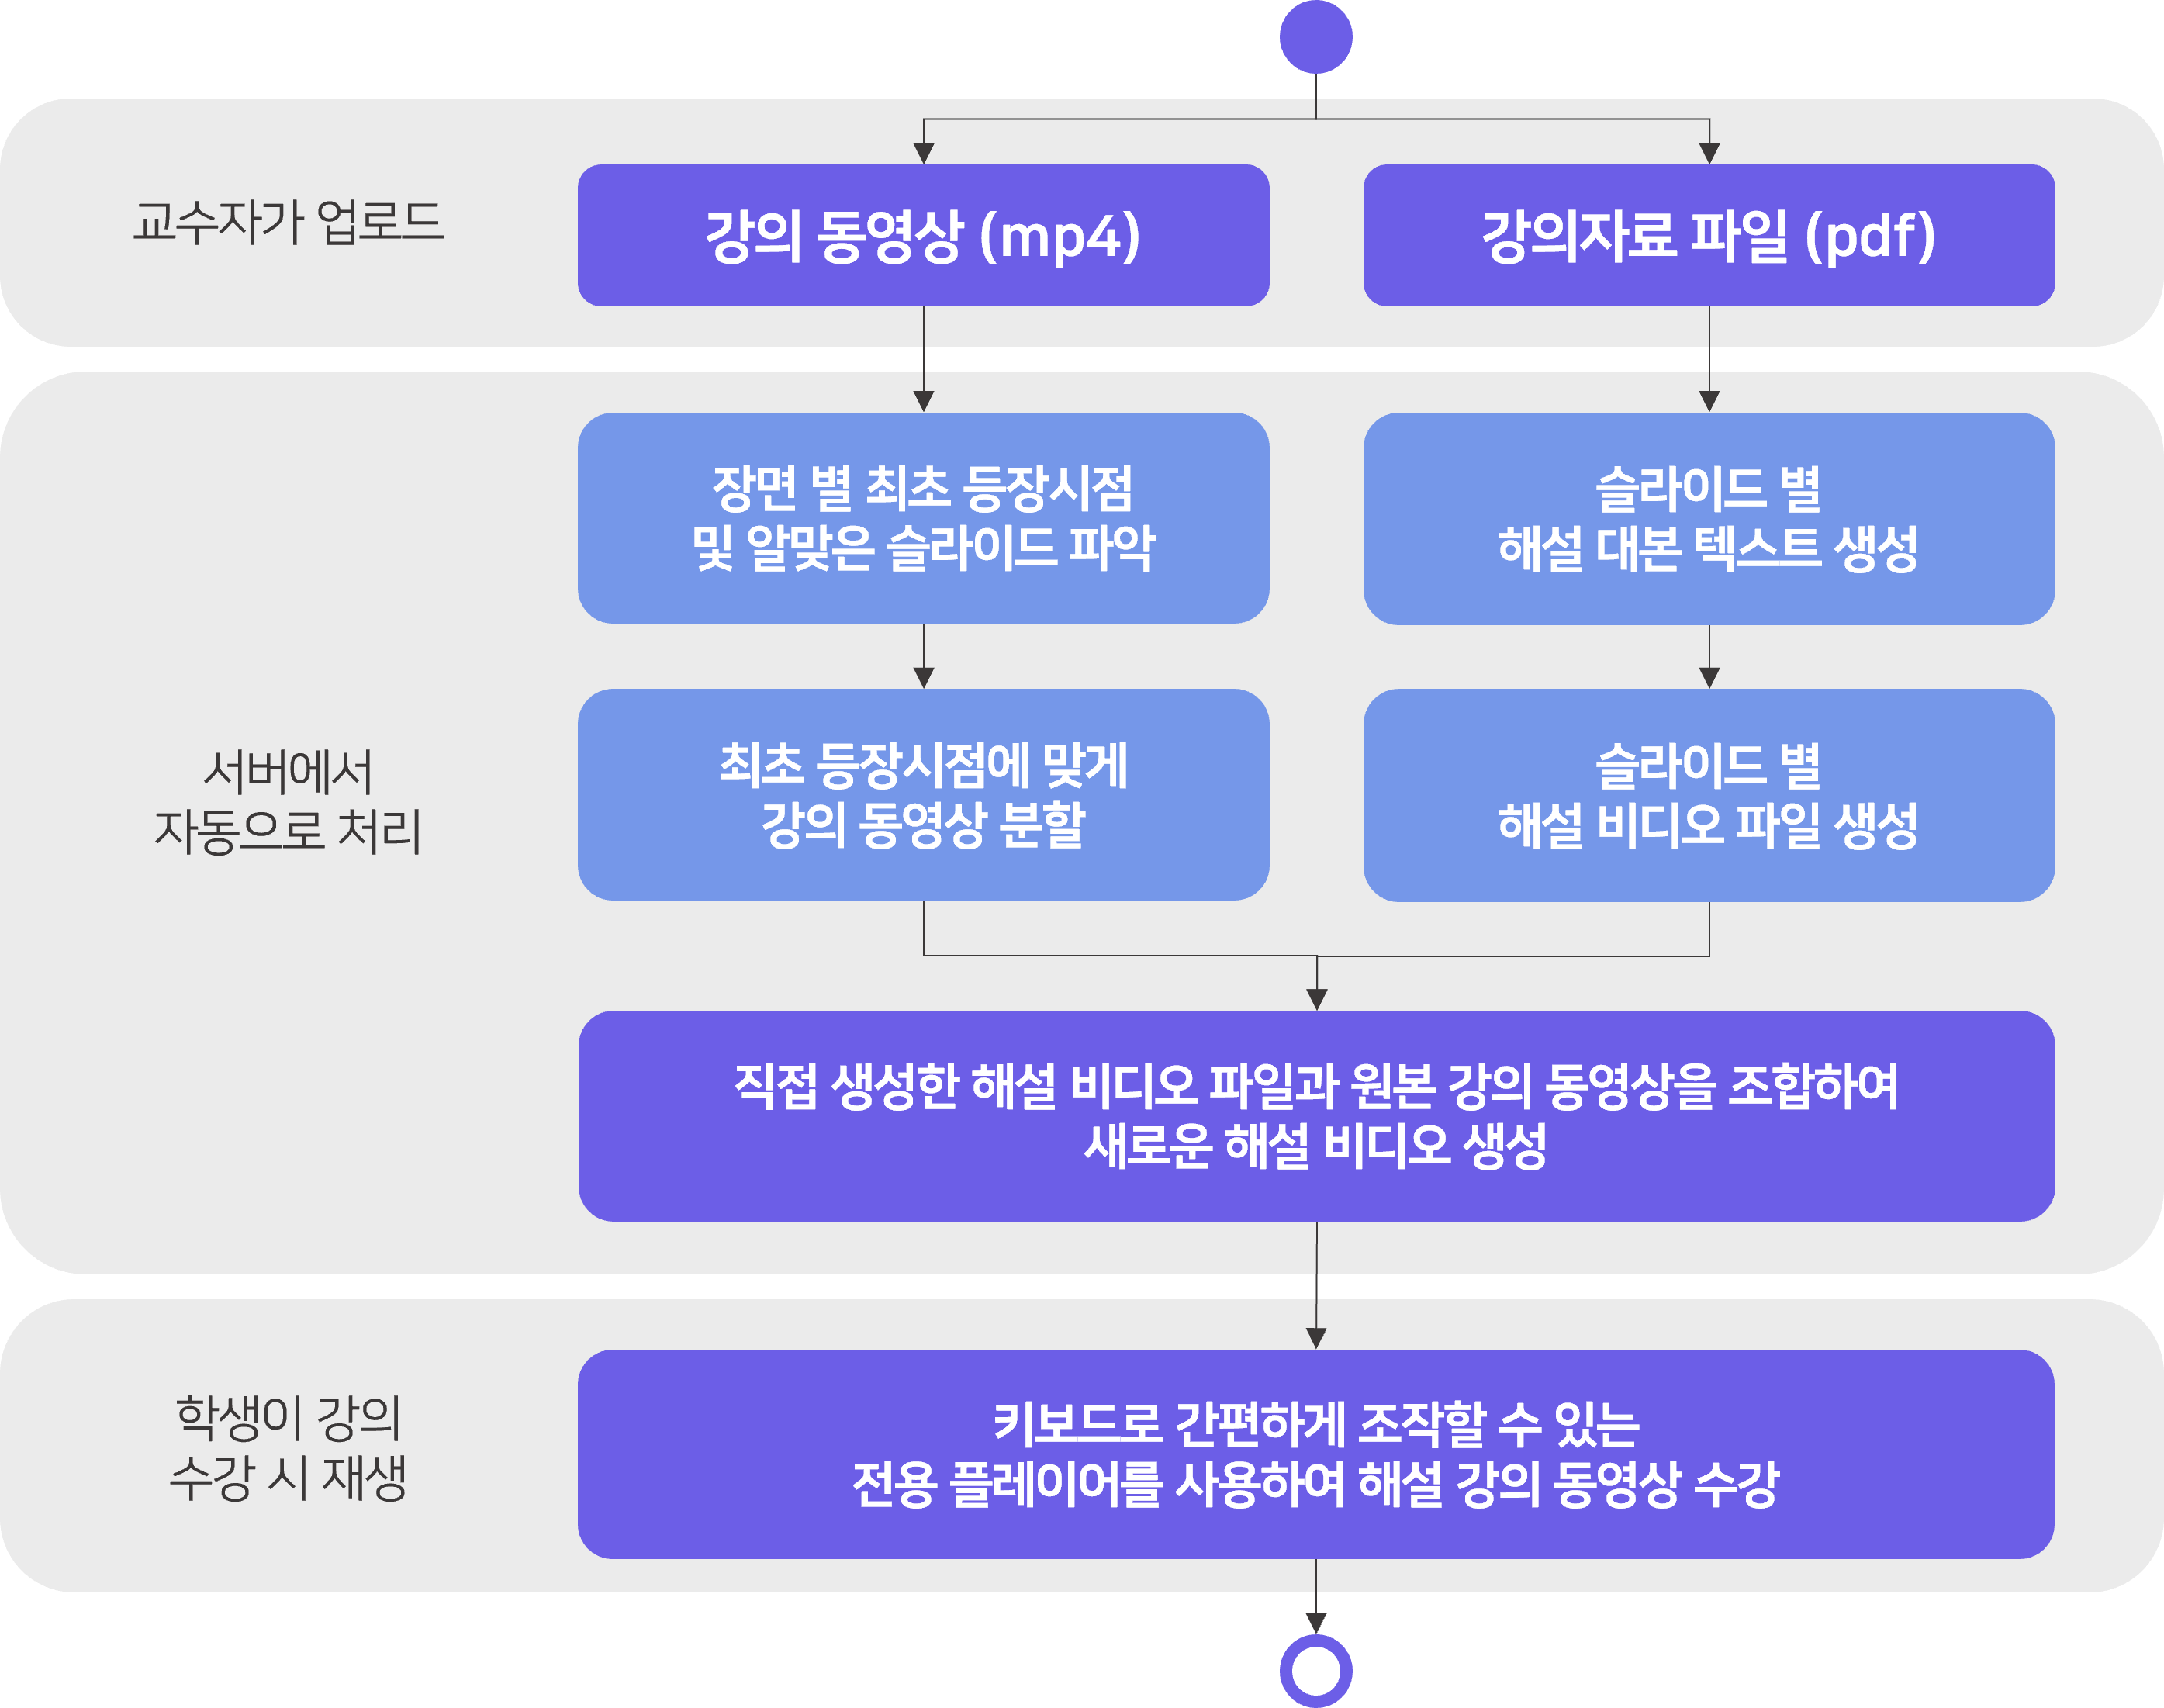 교수자가 업로드
강의 동영상 (mp4)
강의자료 파일 (pdf)
장면 별 최초 등장시점
및 알맞은 슬라이드 파악
슬라이드 별
해설 대본 텍스트 생성
서버에서
자동으로 처리
최초 등장시점에 맞게
강의 동영상 분할
슬라이드 별
해설 비디오 파일 생성
직접 생성한 해설 비디오 파일과 원본 강의 동영상을 조합하여
새로운 해설 비디오 생성
학생이 강의
수강 시 재생
키보드로 간편하게 조작할 수 있는
전용 플레이어를 사용하여 해설 강의 동영상 수강